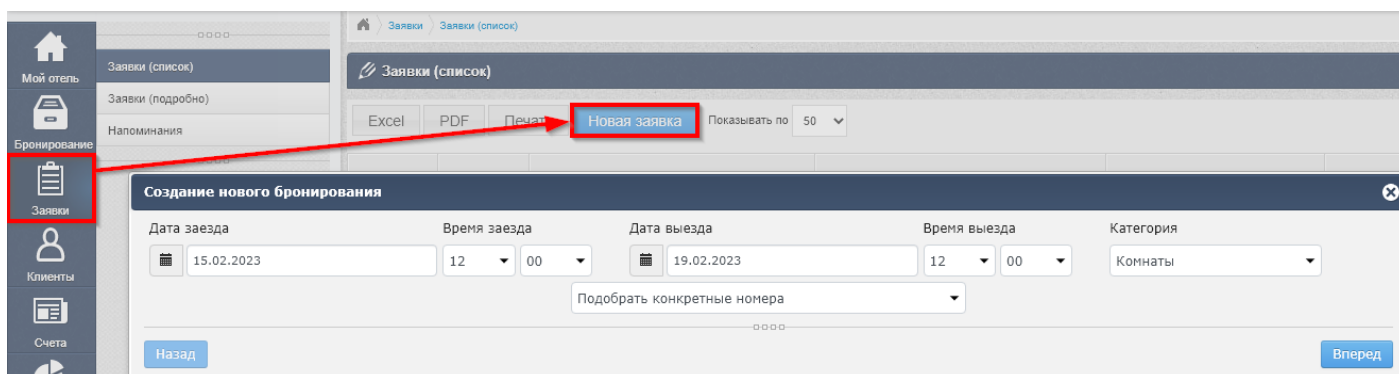 Заявки Заявки (список)
Мой отель
Бронирование
Заявки
Клиенты
Счета
Заявки (список)
Заявки (подробно)
Напоминания
Заявки (список)
Excel PDF Новая заявка Показывать по 50
Создание нового бронирования
Дата заезда Время заезда Дата выезда Время выезда Категория
15.02.2023 12 00 19.02.2023 12 00 Комнаты
Подобрать конкретные номера
Назад Вперед